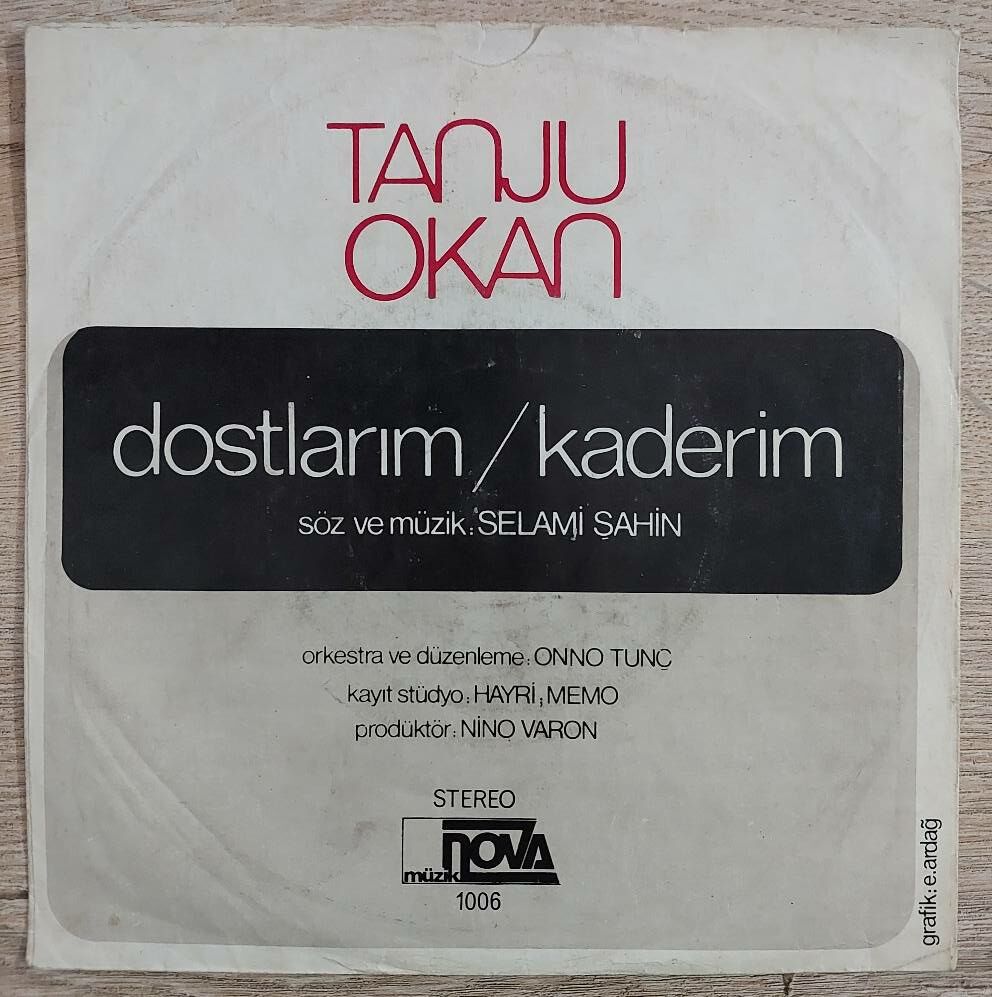 TANJU
OKAN
dostlarım / kaderim
söz ve müzik: SELAMİ ŞAHİN
orkestra ve düzenleme: ONNO TUNÇ
kayıt stüdyo: HAYRİ, MEMO
prodüktör: NİNO VARON
STEREO
NOVA
müzik
1006
grafik: e.ardağ